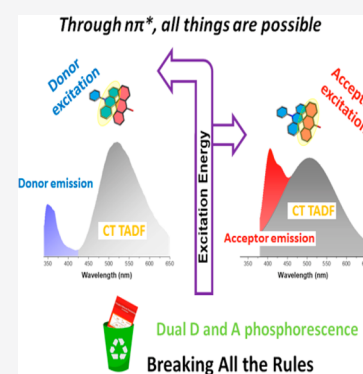 Through nπ*, all things are possible
Donor
excitation
Accep
excitation
Excitation Energy
Donor emission
CT TADF
CT TADF
Acceptor emission
350 400 450 500 550 600 650
Wavelength (nm)
350 400 450 500 550 600
Wavelength (nm)
Dual D and A phosphorescence
Breaking All the Rules